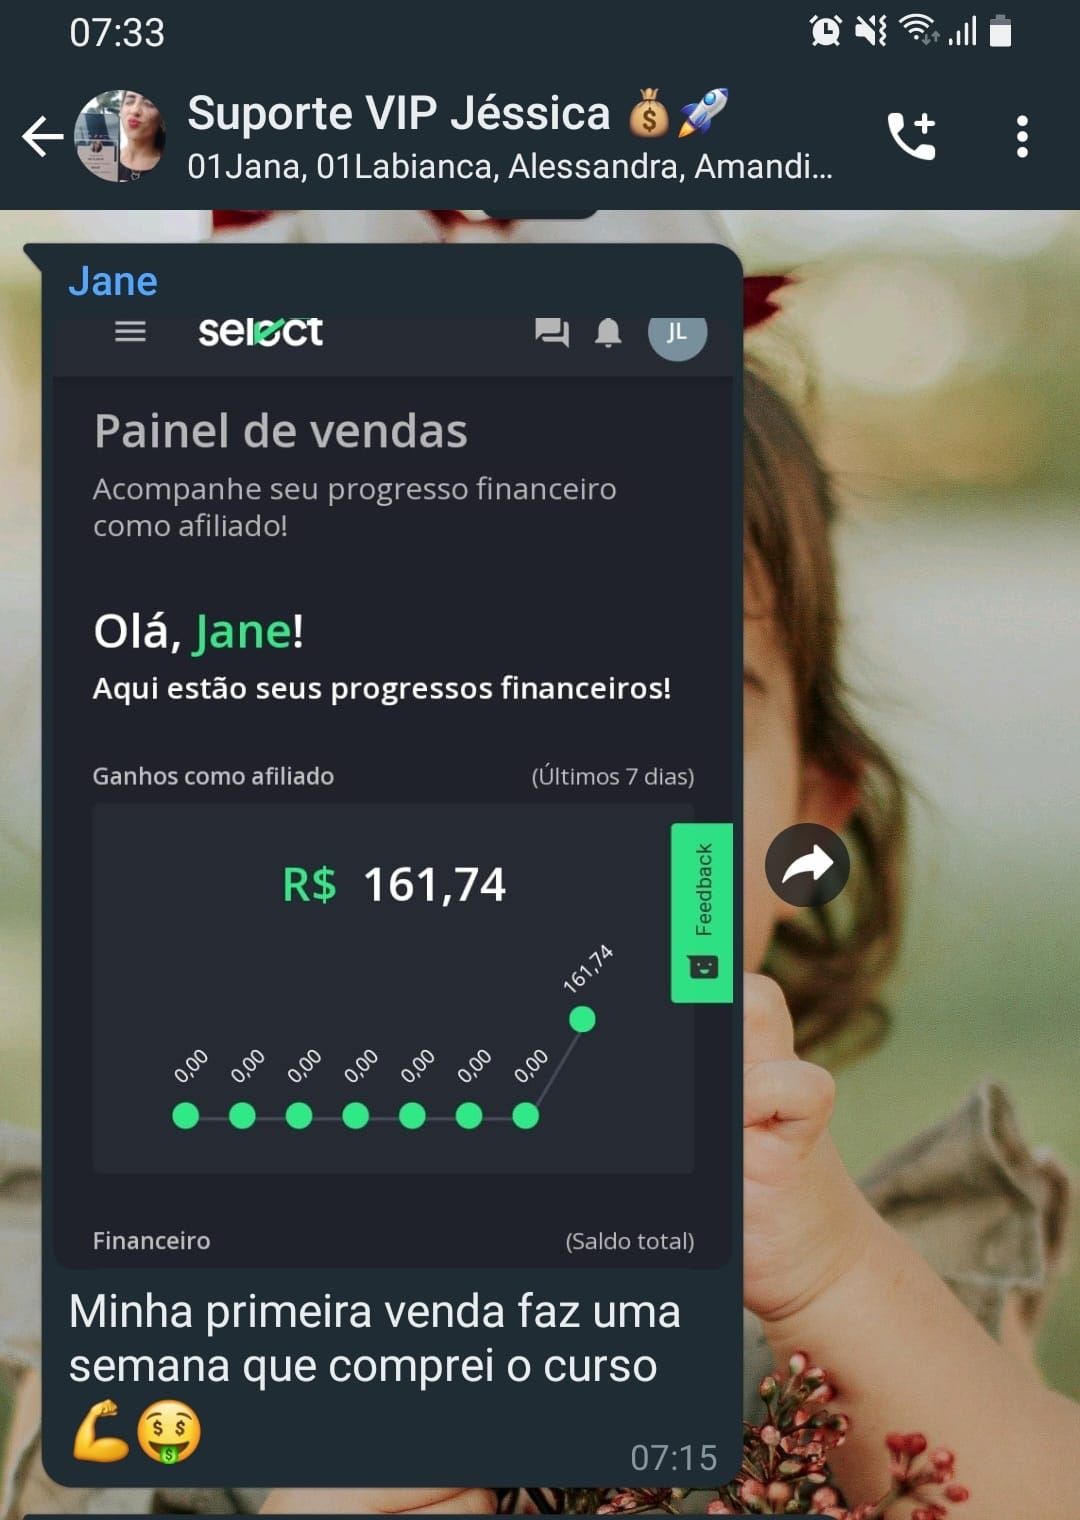 07:33
Suporte VIP Jéssica 💰🚀
01Jana, 01Labianca, Alessandra, Amandi...
Jane
select
JL
Painel de vendas
Acompanhe seu progresso financeiro
como afiliado!
Olá, Jane!
Aqui estão seus progressos financeiros!
Ganhos como afiliado (Últimos 7 dias)
R$ 161,74
Feedback
161,74
0,00 0,00 0,00 0,00 0,00 0,00 0,00
Financeiro (Saldo total)
Minha primeira venda faz uma
semana que comprei o curso
💪🤑
07:15